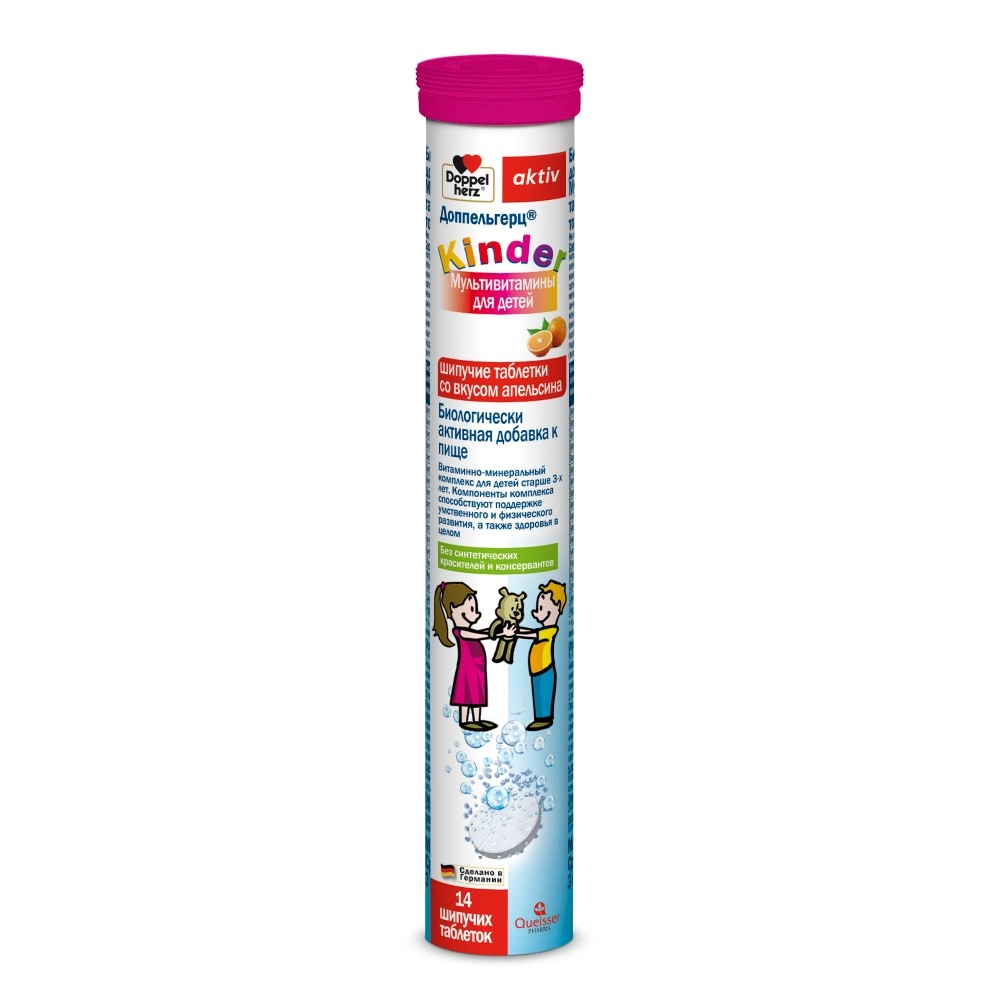 Doppel
herz®
aktiv
Доппельгерц®
Kinder
Мультивитамины
для детей
шипучие таблетки
со вкусом апельсина
Биологически
активная добавка к
пище
Витаминно-минеральный
комплекс для детей старше 3-х
лет. Компоненты комплекса
способствуют поддержке
умственного и физического
развития, а также здоровья в
целом
Без синтетических
красителей и консервантов
Сделано в
Германии
14
шипучих
таблеток
Queisser
PHARMA